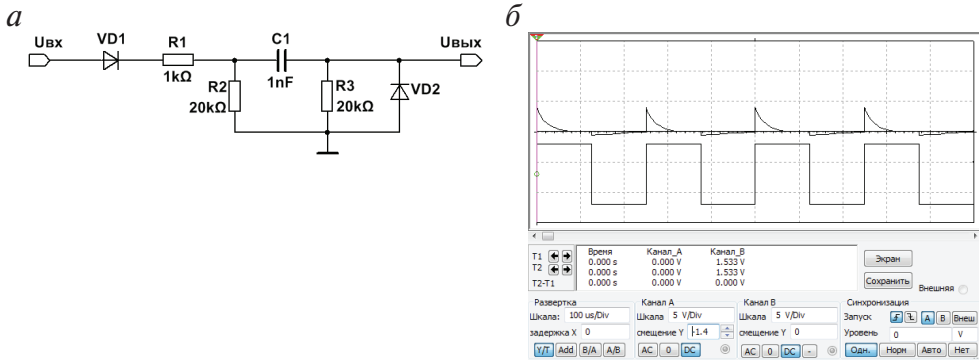 а
Uвх
VD1
R1
1kΩ
C1
1nF
Uвых
R2
20kΩ
R3
20kΩ
VD2
б
T1
T2
T2-T1
Время Канал_А Канал_В
0.000 s 0.000 V 1.533 V
0.000 s 0.000 V 1.533 V
0.000 s 0.000 V 0.000 V
Экран
Сохранить
Внешняя
Развертка
Шкала: 100 us/Div
задержка X 0
Y/T Add B/A A/B
Канал А
Шкала 5 V/Div
смещение Y -1.4
AC 0 DC
Канал В
Шкала 5 V/Div
смещение Y 0
AC 0 DC -
Синхронизация
Запуск A B Внеш
Уровень 0 V
Одн. Норм Авто Нет